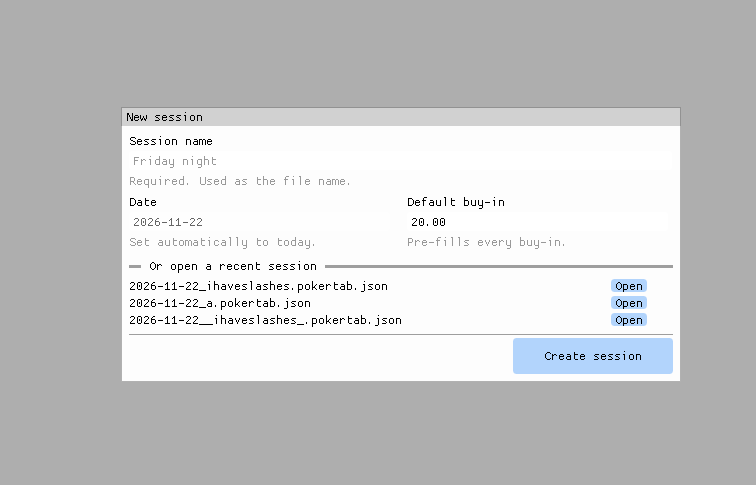 New session
Session name
Friday night
Required. Used as the file name.
Date Default buy-in
2026-11-22 20.00
Set automatically to today. Pre-fills every buy-in.
Or open a recent session
2026-11-22_ihaveslashes.pokertab.json Open
2026-11-22_a.pokertab.json Open
2026-11-22__ihaveslashes_.pokertab.json Open
Create session